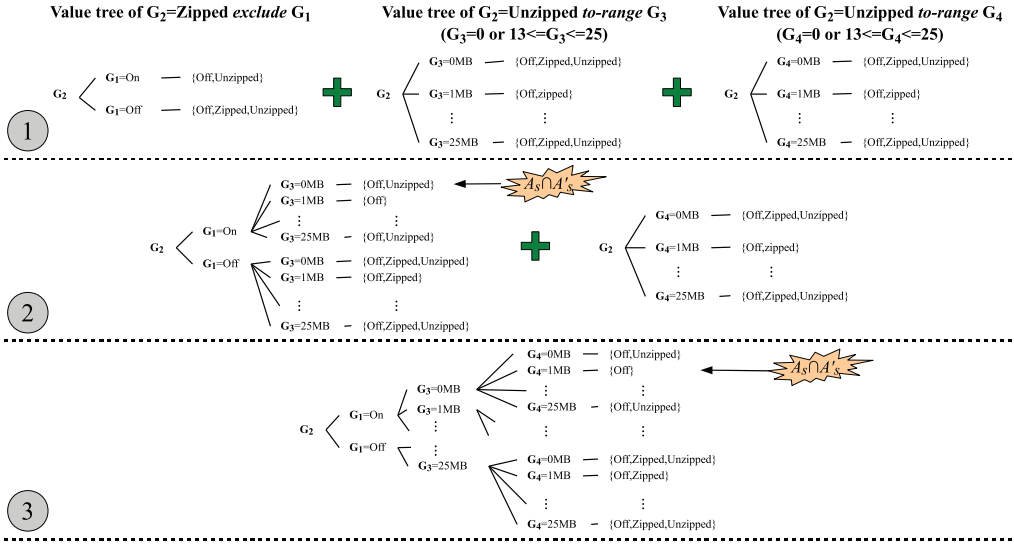 Value tree of G2=Zipped exclude G1
Value tree of G2=Unzipped to-range G3
(G3=0 or 13<=G3<=25)
Value tree of G2=Unzipped to-range G4
(G4=0 or 13<=G4<=25)
G2
G1=On — {Off,Unzipped}
G1=Off — {Off,Zipped,Unzipped}
G2
G3=0MB — {Off,Zipped,Unzipped}
G3=1MB — {Off,zipped}
⋮ ⋮
G3=25MB — {Off,Zipped,Unzipped}
G2
G4=0MB — {Off,Zipped,Unzipped}
G4=1MB — {Off,zipped}
⋮ ⋮
G4=25MB — {Off,Zipped,Unzipped}
1
G2
G1=On
G3=0MB — {Off,Unzipped}
G3=1MB — {Off}
⋮ ⋮
G3=25MB – {Off,Unzipped}
G1=Off
G3=0MB — {Off,Zipped,Unzipped}
G3=1MB — {Off,Zipped}
⋮ ⋮
G3=25MB – {Off,Zipped,Unzipped}
As∩A's
G2
G4=0MB — {Off,Zipped,Unzipped}
G4=1MB — {Off,zipped}
⋮ ⋮
G4=25MB — {Off,Zipped,Unzipped}
2
G2
G1=On
G1=Off
G3=0MB
G3=1MB
⋮
⋮
G3=25MB
G4=0MB — {Off,Unzipped}
G4=1MB — {Off}
⋮ ⋮
G4=25MB – {Off,Unzipped}
⋮ ⋮
G4=0MB — {Off,Zipped,Unzipped}
G4=1MB — {Off,Zipped}
⋮ ⋮
G4=25MB – {Off,Zipped,Unzipped}
As∩A's
3